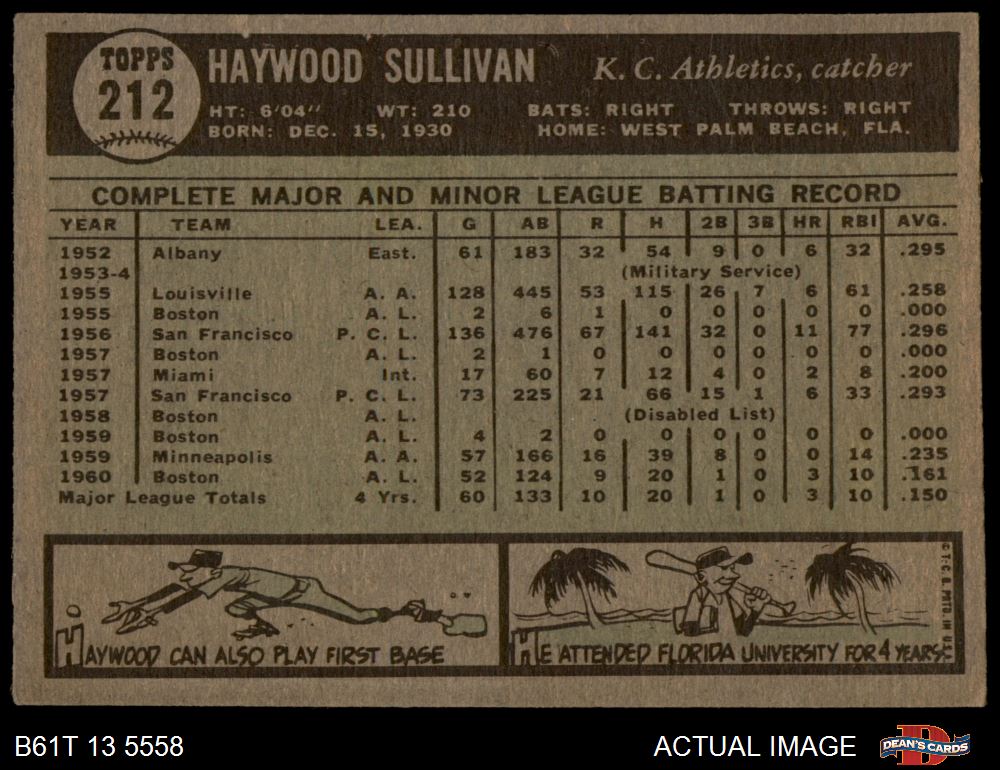 TOPPS
212
HAYWOOD SULLIVAN K. C. Athletics, catcher
HT: 6'04" WT: 210 BATS: RIGHT THROWS: RIGHT
BORN: DEC. 15, 1930 HOME: WEST PALM BEACH, FLA.
COMPLETE MAJOR AND MINOR LEAGUE BATTING RECORD
YEAR TEAM LEA. G AB R H 2B 3B HR RBI AVG.
1952 Albany East. 61 183 32 54 9 0 6 32 .295
1953-4 (Military Service)
1955 Louisville A. A. 128 445 53 115 26 7 6 61 .258
1955 Boston A. L. 2 6 1 0 0 0 0 0 .000
1956 San Francisco P. C. L. 136 476 67 141 32 0 11 77 .296
1957 Boston A. L. 2 1 0 0 0 0 0 0 .000
1957 Miami Int. 17 60 7 12 4 0 2 8 .200
1957 San Francisco P. C. L. 73 225 21 66 15 1 6 33 .293
1958 Boston A. L. (Disabled List)
1959 Boston A. L. 4 2 0 0 0 0 0 0 .000
1959 Minneapolis A. A. 57 166 16 39 8 0 0 14 .235
1960 Boston A. L. 52 124 9 20 1 0 3 10 .161
Major League Totals 4 Yrs. 60 133 10 20 1 0 3 10 .150
HAYWOOD CAN ALSO PLAY FIRST BASE
HE ATTENDED FLORIDA UNIVERSITY FOR 4 YEARS.
© T. C. G. PRTD IN U.
B61T 13 5558
ACTUAL IMAGE
DEAN'S CARDS